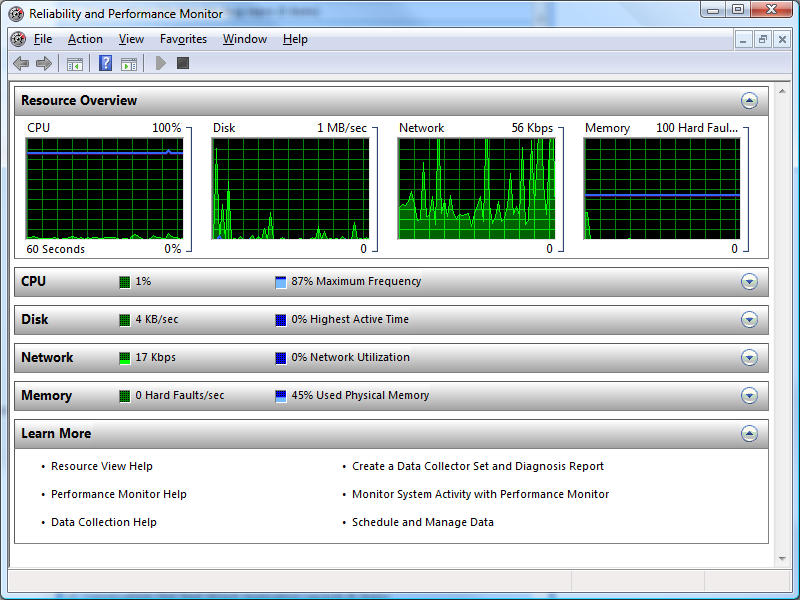 Reliability and Performance Monitor
File Action View Favorites Window Help
Resource Overview
CPU 100% Disk 1 MB/sec Network 56 Kbps Memory 100 Hard Faul...
60 Seconds 0% 0 0 0
CPU 1% 87% Maximum Frequency
Disk 4 KB/sec 0% Highest Active Time
Network 17 Kbps 0% Network Utilization
Memory 0 Hard Faults/sec 45% Used Physical Memory
Learn More
• Resource View Help • Create a Data Collector Set and Diagnosis Report
• Performance Monitor Help • Monitor System Activity with Performance Monitor
• Data Collection Help • Schedule and Manage Data